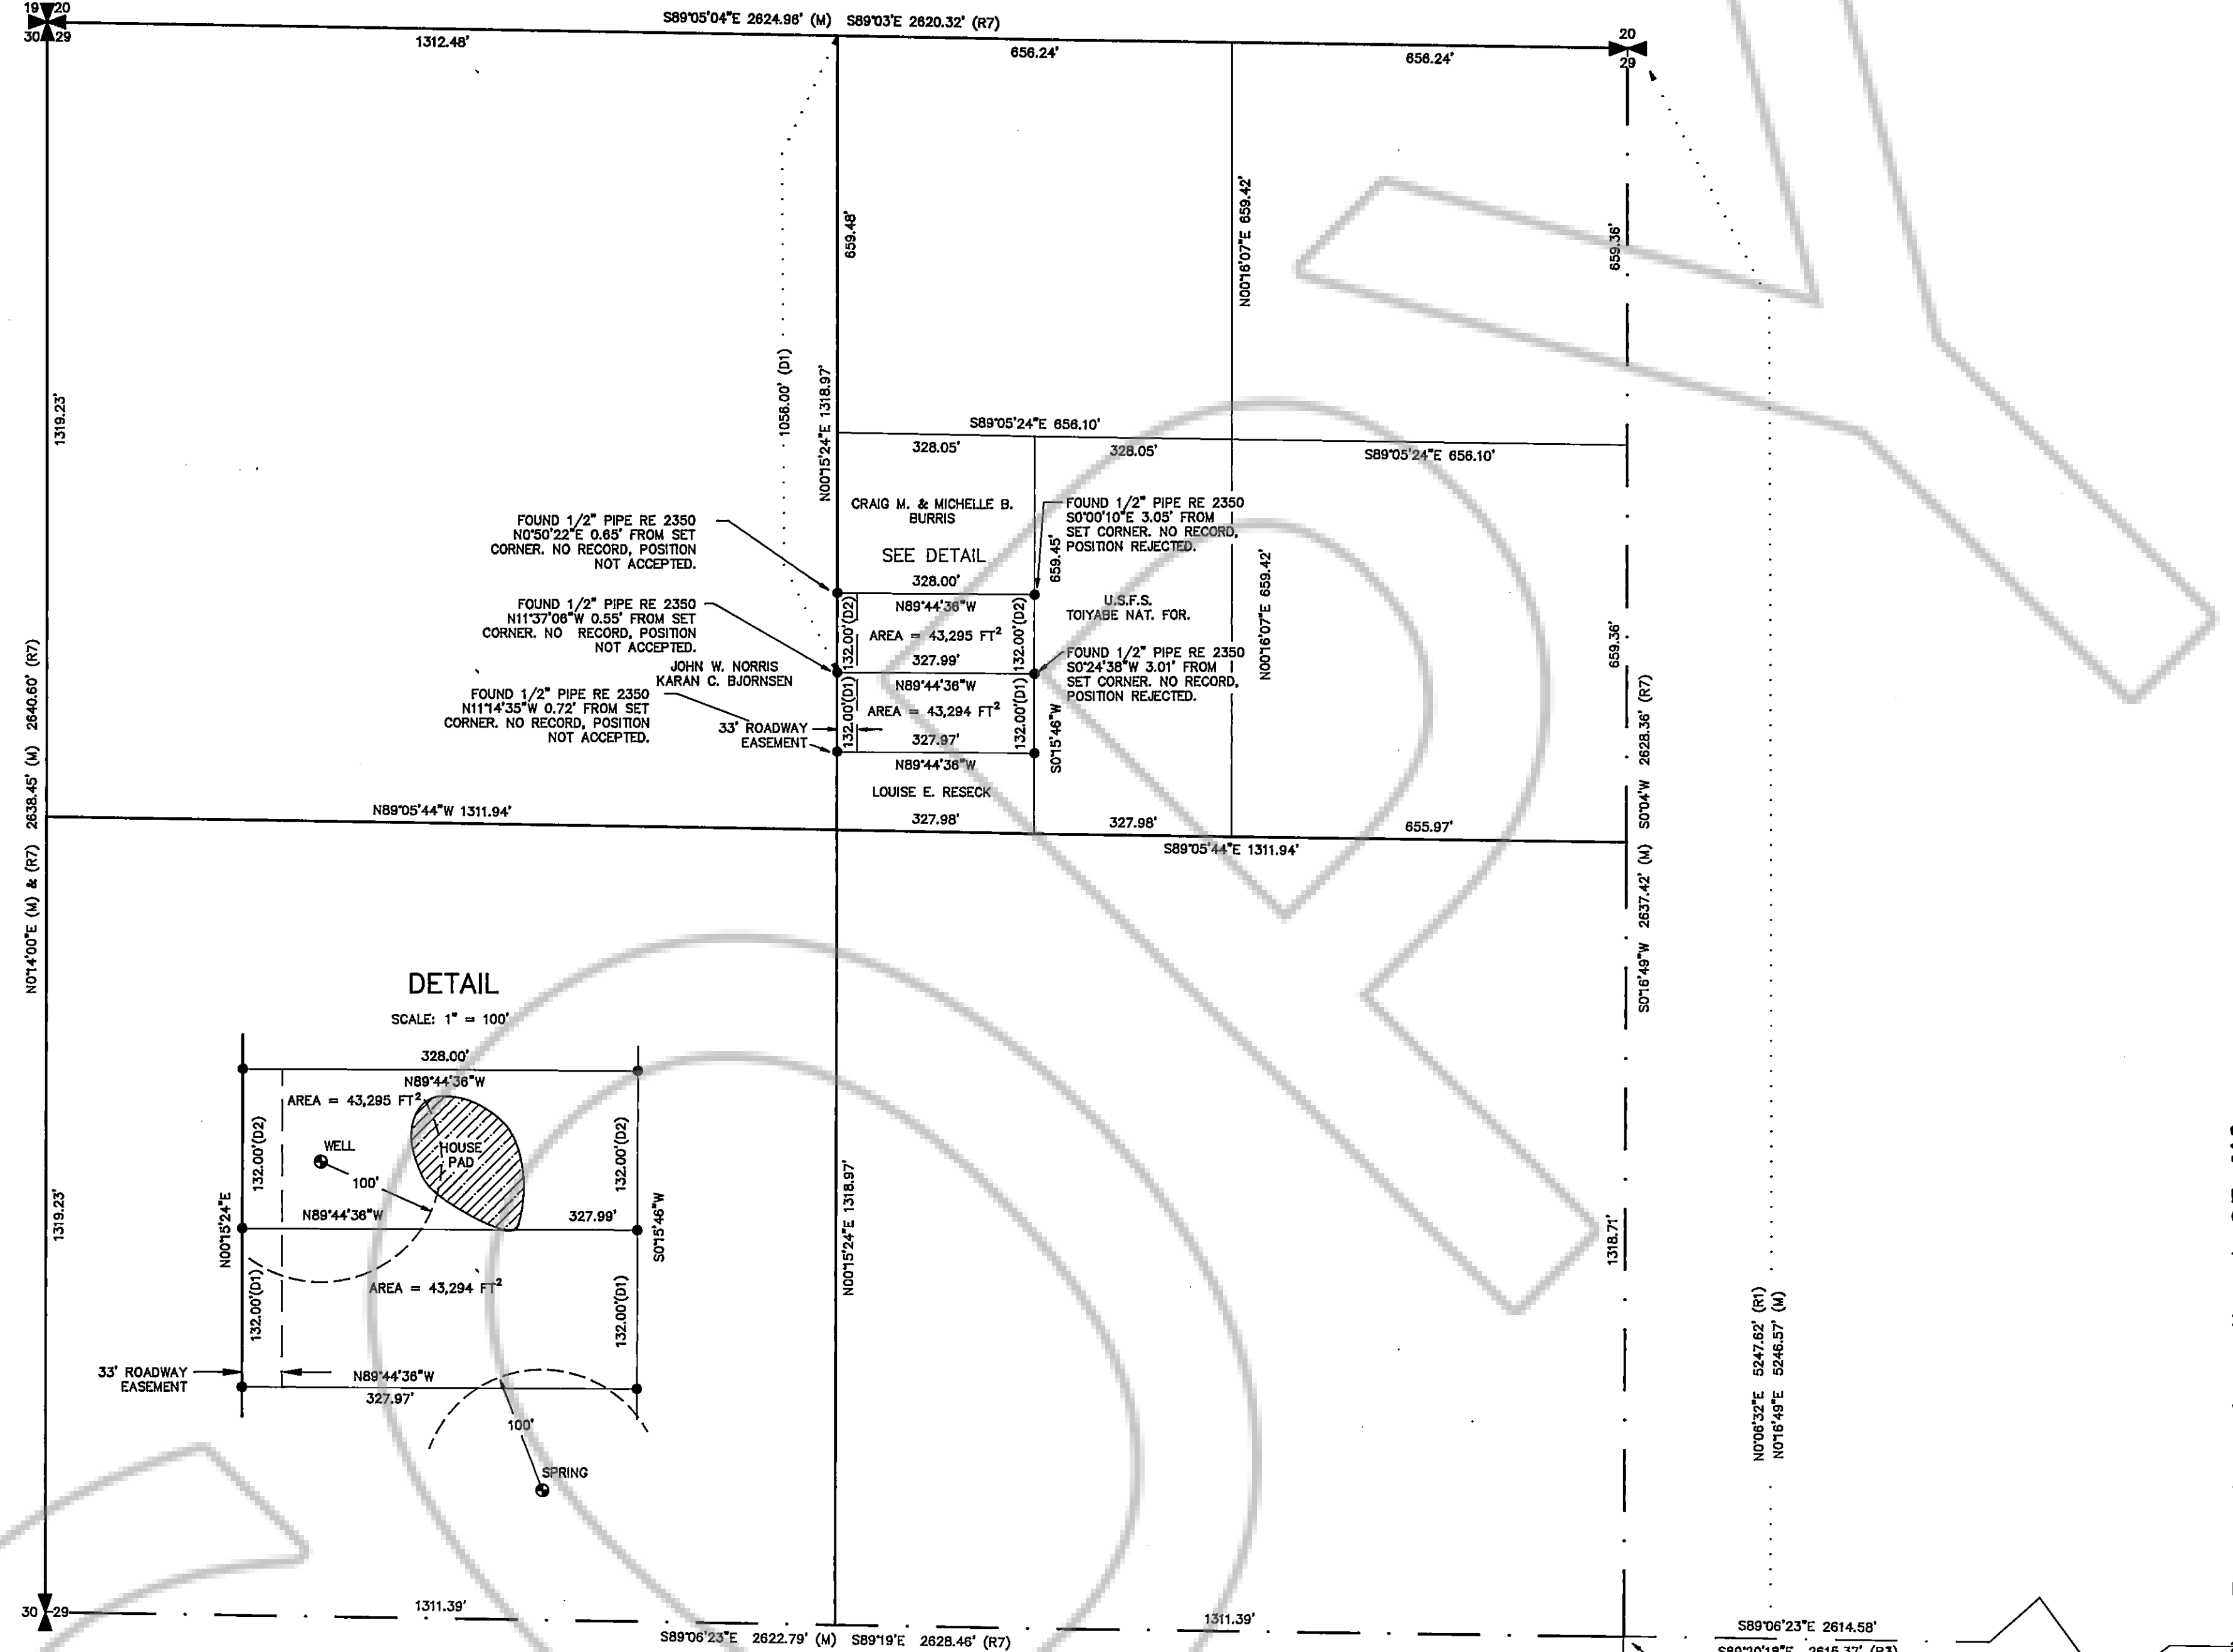 19 20
30 29
S89°05'04"E 2624.96' (M) S89°03'E 2620.32' (R7)
1312.48'
656.24'
656.24'
20
29
659.48'
N00°16'07"E 659.42'
659.36'
1319.23'
1056.00' (D1)
N00°15'24"E 1318.97'
S89°05'24"E 656.10'
328.05'
328.05'
S89°05'24"E 656.10'
CRAIG M. & MICHELLE B.
BURRIS
FOUND 1/2" PIPE RE 2350
S0°00'10"E 3.05' FROM
SET CORNER. NO RECORD,
POSITION REJECTED.
FOUND 1/2" PIPE RE 2350
N0°50'22"E 0.65' FROM SET
CORNER. NO RECORD, POSITION
NOT ACCEPTED.
SEE DETAIL
659.45'
328.00'
N89°44'36"W
132.00'(D2)
AREA = 43,295 FT²
132.00'(D2)
327.99'
U.S.F.S.
TOIYABE NAT. FOR.
N00°16'07"E 659.42'
659.36'
FOUND 1/2" PIPE RE 2350
N11°37'06"W 0.55' FROM SET
CORNER. NO RECORD, POSITION
NOT ACCEPTED.
JOHN W. NORRIS
KARAN C. BJORNSEN
FOUND 1/2" PIPE RE 2350
S0°24'38"W 3.01' FROM
SET CORNER. NO RECORD,
POSITION REJECTED.
N89°44'36"W
132.00'(D1)
AREA = 43,294 FT²
132.00'(D1)
S0°15'46"W
327.97'
N89°44'36"W
FOUND 1/2" PIPE RE 2350
N11°14'35"W 0.72' FROM SET
CORNER. NO RECORD, POSITION
NOT ACCEPTED.
33' ROADWAY
EASEMENT
LOUISE E. RESECK
N0°14'00"E (M) & (R7) 2638.45' (M) 2640.60' (R7)
N89°05'44"W 1311.94'
327.98'
327.98'
655.97'
S89°05'44"E 1311.94'
S0°16'49"W 2637.42' (M) S0°04'W 2628.36' (R7)
DETAIL
SCALE: 1" = 100'
328.00'
N89°44'36"W
AREA = 43,295 FT²
132.00'(D2)
WELL
HOUSE
PAD
132.00'(D2)
100'
N89°44'36"W
327.99'
N00°15'24"E
S0°15'46"W
132.00'(D1)
AREA = 43,294 FT²
132.00'(D1)
33' ROADWAY
EASEMENT
N89°44'36"W
327.97'
100'
SPRING
1319.23'
N00°15'24"E 1318.97'
1318.71'
N0°06'32"E 5247.62' (R1)
N0°16'49"E 5246.57' (M)
30 29
1311.39'
1311.39'
S89°06'23"E 2622.79' (M) S89°19'E 2628.46' (R7)
S89°06'23"E 2614.58'
S89°20'18"E 2615.37' (R3)